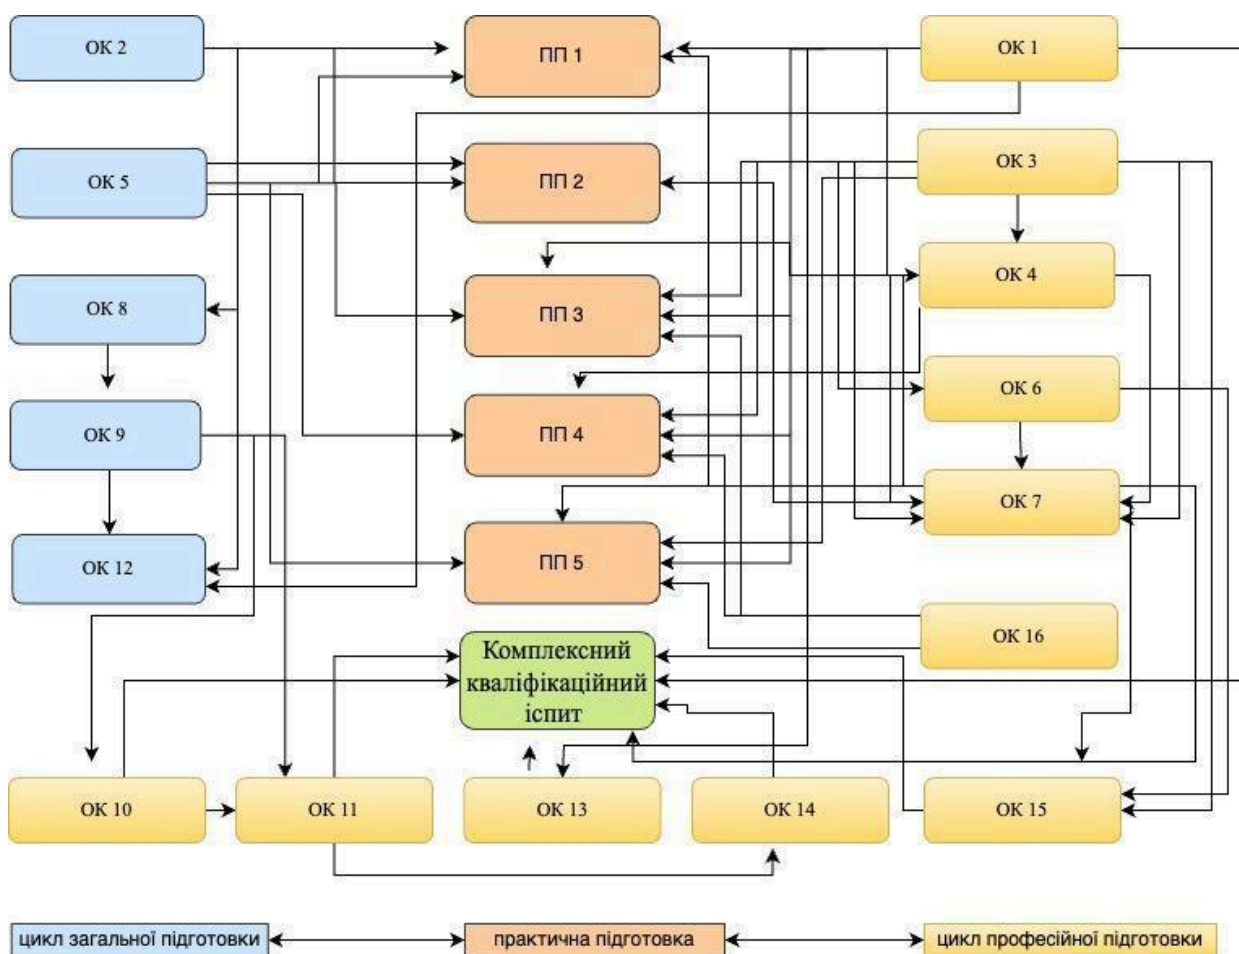 ОК 2
ПП 1
ОК 1
ОК 5
ПП 2
ОК 3
ОК 8
ПП 3
ОК 4
ОК 9
ПП 4
ОК 6
ОК 7
ОК 12
ПП 5
ОК 16
Комплексний
кваліфікаційний
іспит
ОК 10
ОК 11
ОК 13
ОК 14
ОК 15
цикл загальної підготовки
практична підготовка
цикл професійної підготовки